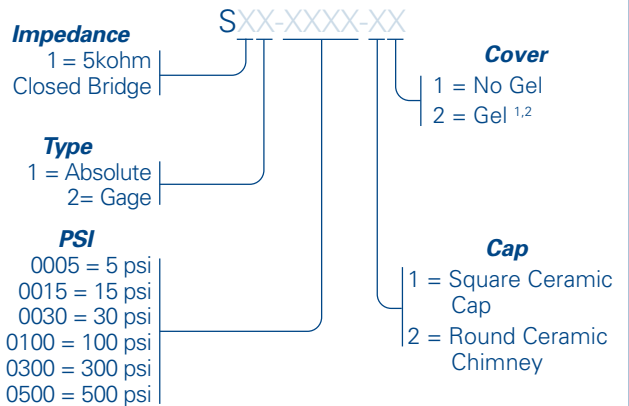 SXX-XXXX-XX
Impedance
1 = 5kohm
Closed Bridge
Type
1 = Absolute
2= Gage
PSI
0005 = 5 psi
0015 = 15 psi
0030 = 30 psi
0100 = 100 psi
0300 = 300 psi
0500 = 500 psi
Cover
1 = No Gel
2 = Gel 1,2
Cap
1 = Square Ceramic
Cap
2 = Round Ceramic
Chimney